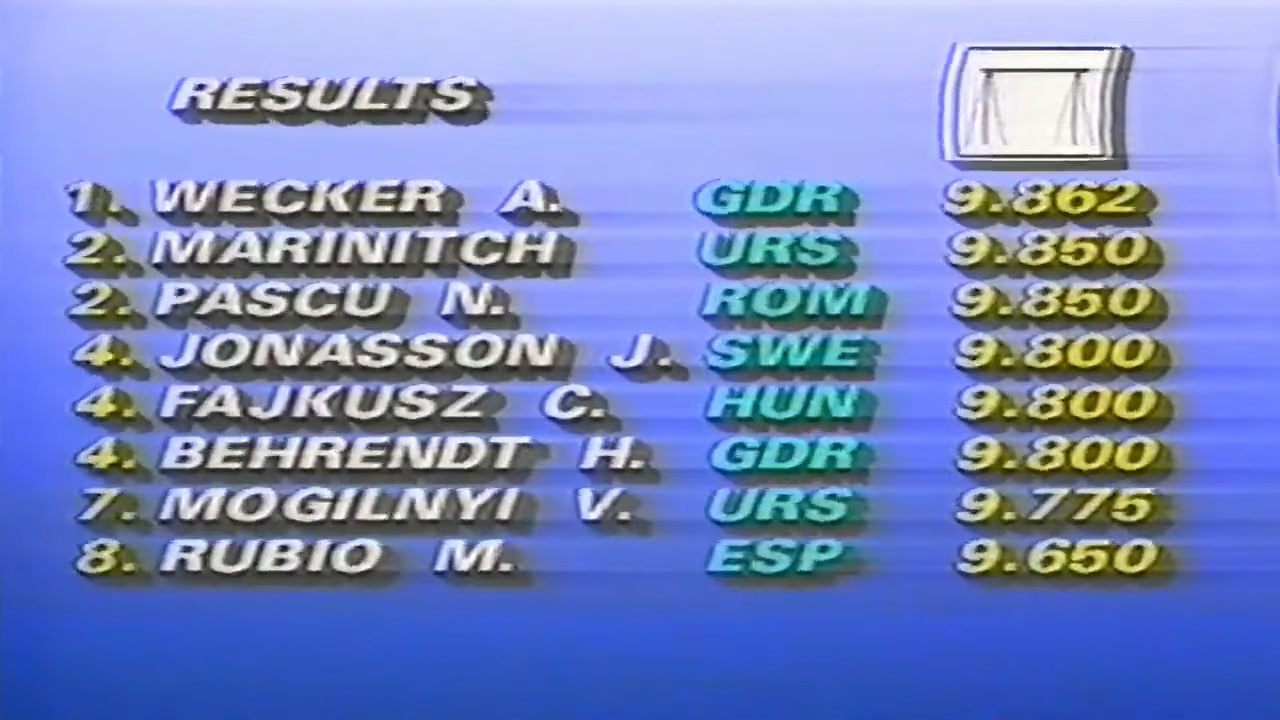 RESULTS
1. WECKER A. GDR 9.862
2. MARINITCH URS 9.850
2. PASCU N. ROM 9.850
4. JONASSON J. SWE 9.800
4. FAJKUSZ C. HUN 9.800
4. BEHRENDT H. GDR 9.800
7. MOGILNYI V. URS 9.775
8. RUBIO M. ESP 9.650